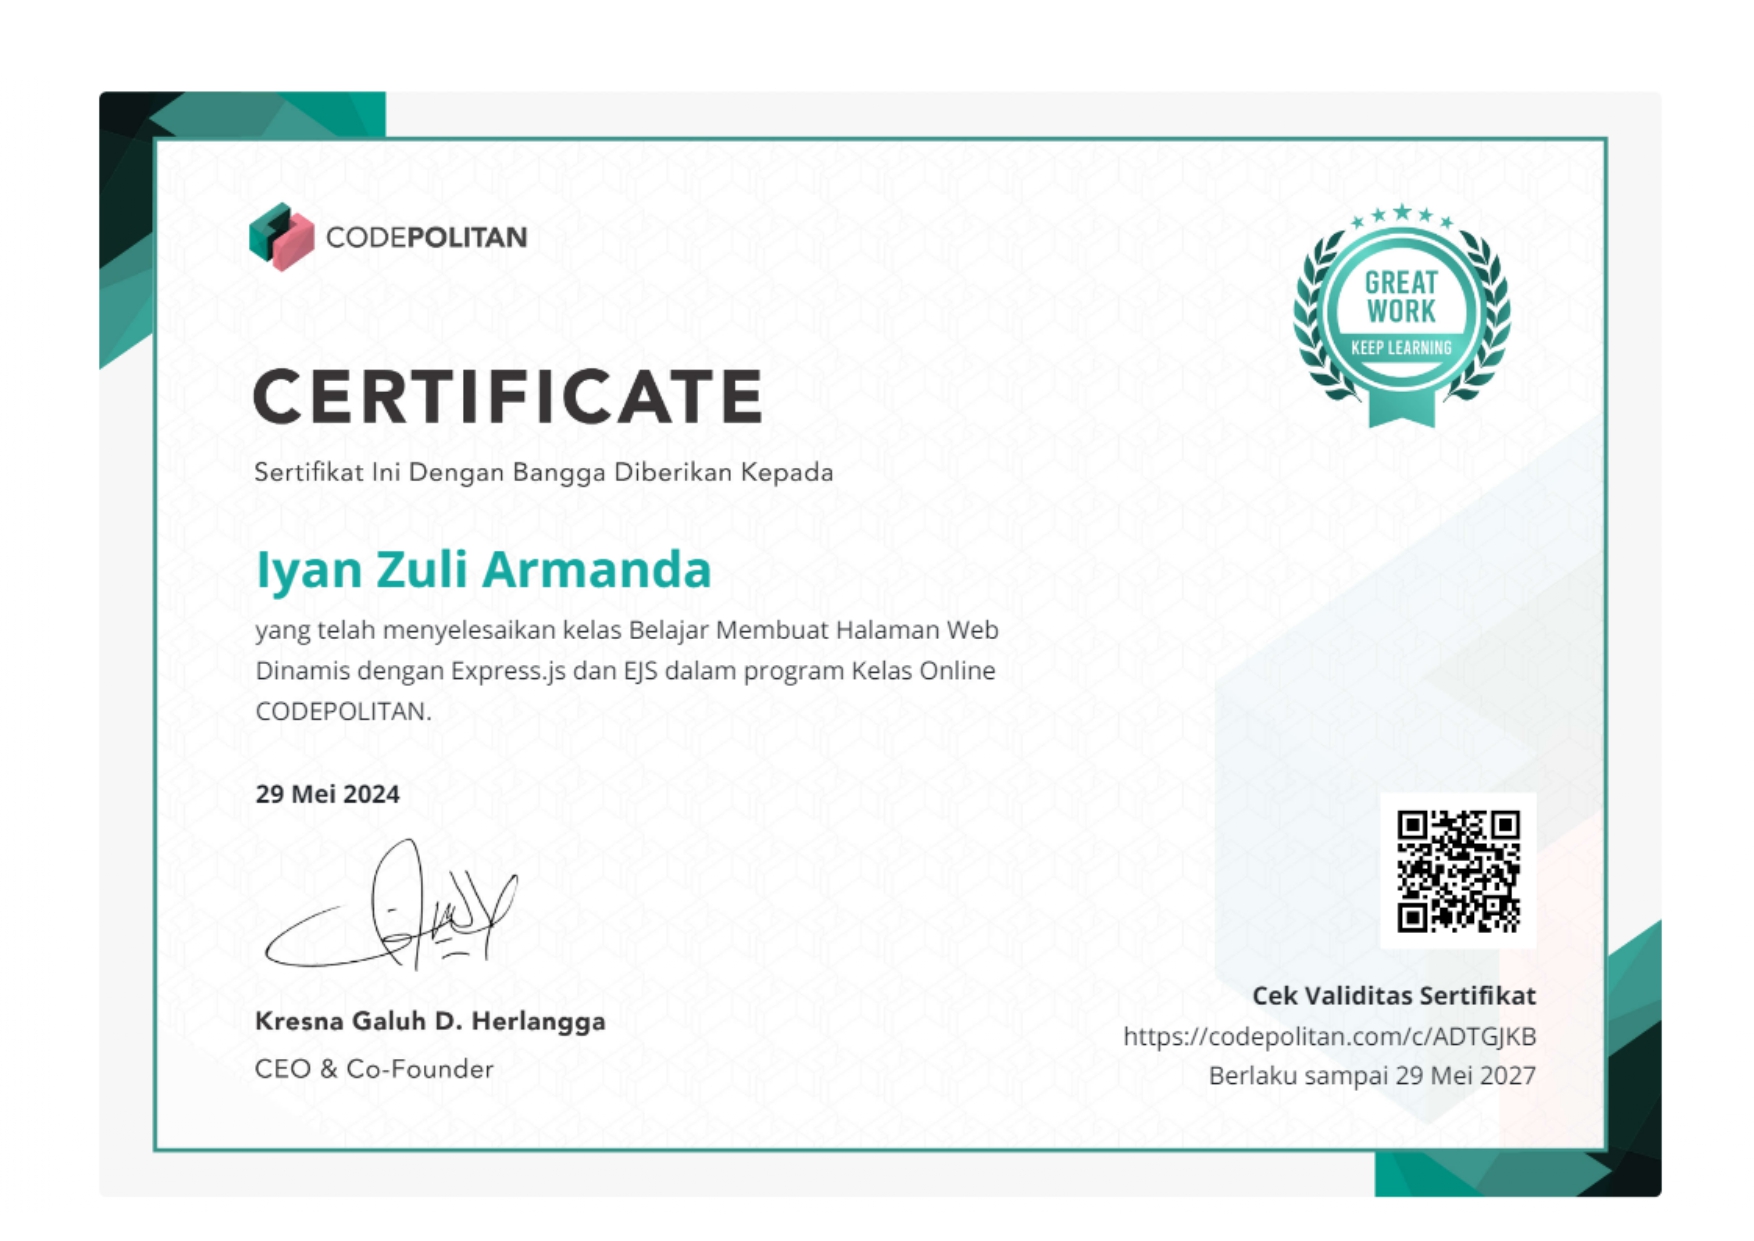 CODEPOLITAN
GREAT
WORK
KEEP LEARNING
CERTIFICATE
Sertifikat Ini Dengan Bangga Diberikan Kepada
Iyan Zuli Armanda
yang telah menyelesaikan kelas Belajar Membuat Halaman Web
Dinamis dengan Express.js dan EJS dalam program Kelas Online
CODEPOLITAN.
29 Mei 2024
Kresna Galuh D. Herlangga
CEO & Co-Founder
Cek Validitas Sertifikat
https://codepolitan.com/c/ADTGJKB
Berlaku sampai 29 Mei 2027